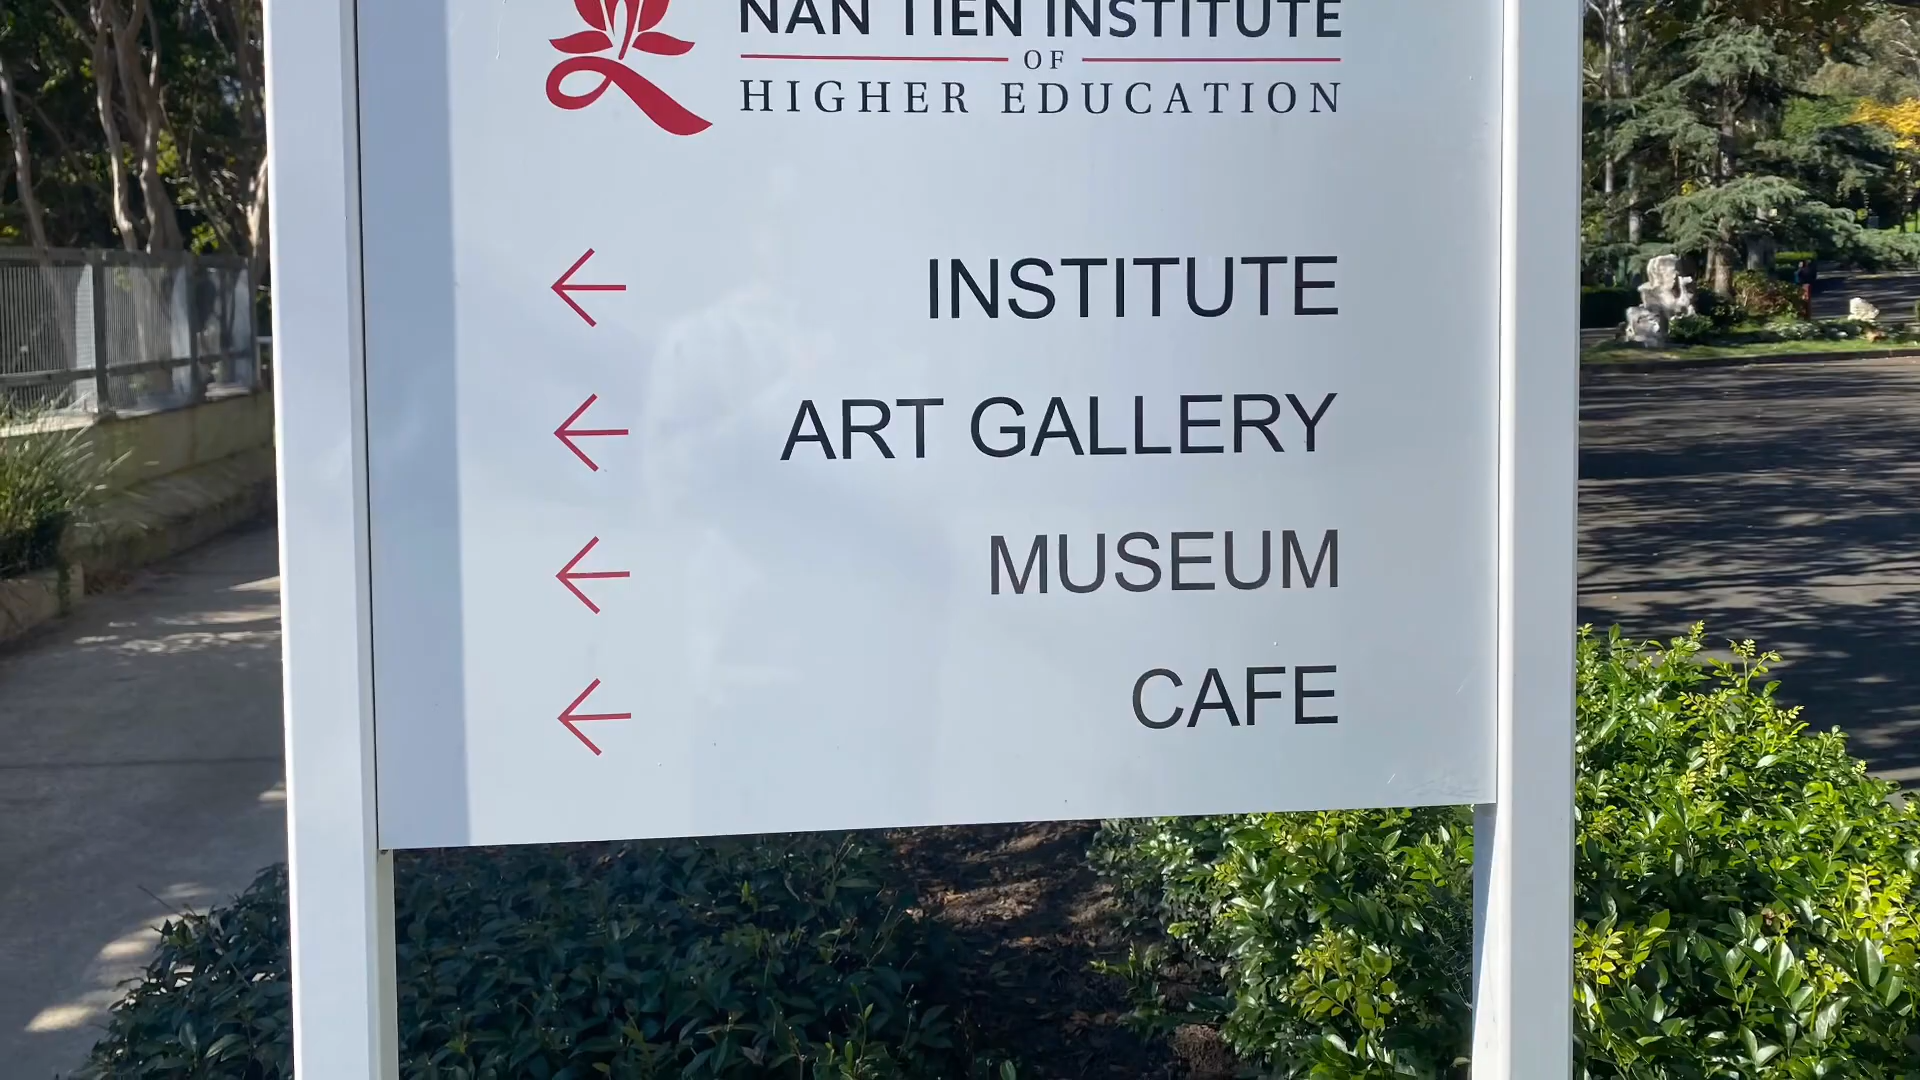 NAN TIEN INSTITUTE
OF
HIGHER EDUCATION
← INSTITUTE
← ART GALLERY
← MUSEUM
← CAFE